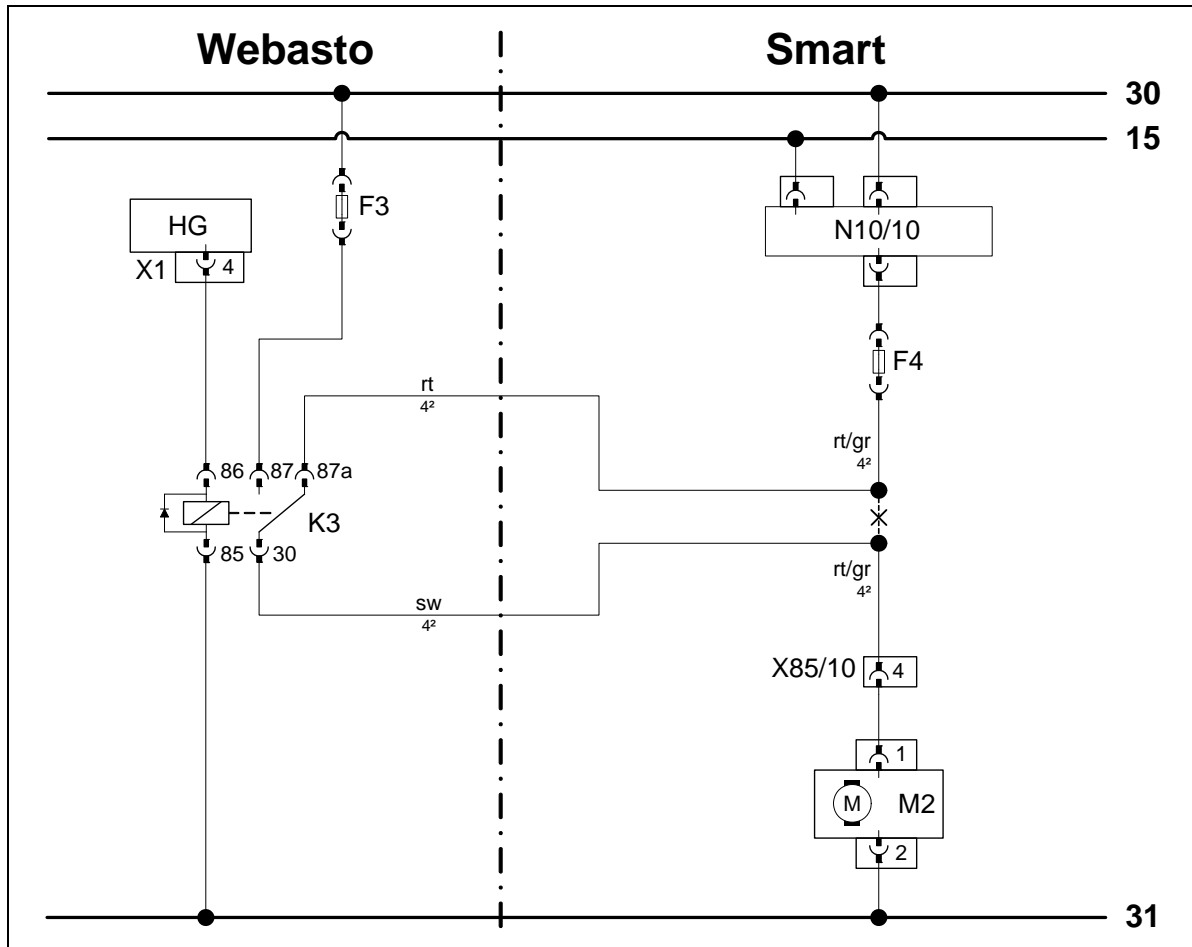 Webasto
Smart
30
15
F3
HG
X1
4
N10/10
F4
rt
4²
rt/gr
4²
86
87
87a
K3
85
30
rt/gr
4²
sw
4²
X85/10
4
1
M
M2
2
31